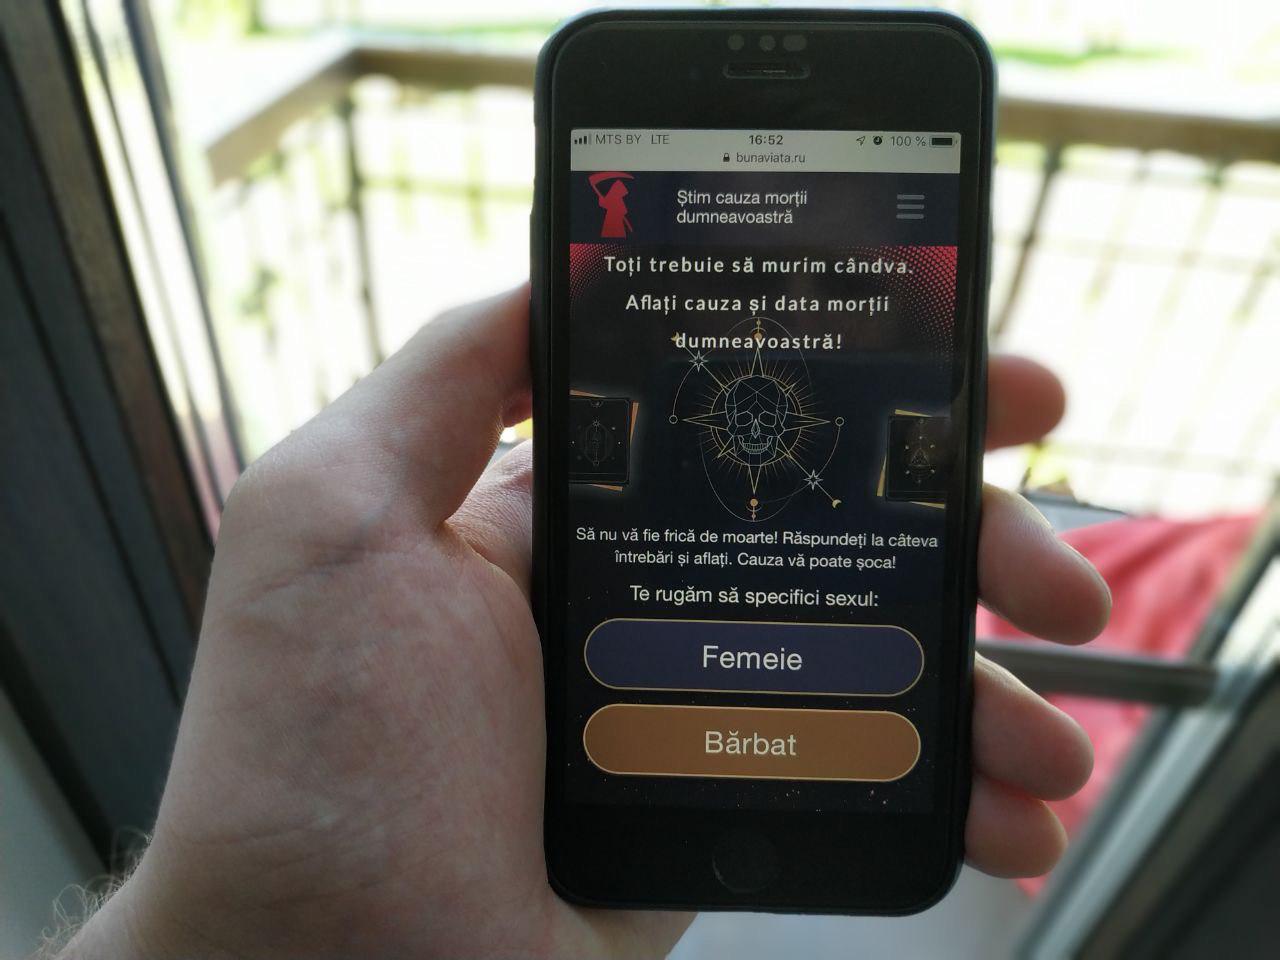 MTS BY LTE 16:52 100 %
bunaviata.ru
Știm cauza morții
dumneavoastră
Toți trebuie să murim cândva.
Aflați cauza și data morții
dumneavoastră!
Să nu vă fie frică de moarte! Răspundeți la câteva
întrebări și aflați. Cauza vă poate șoca!
Te rugăm să specifici sexul:
Femeie
Bărbat